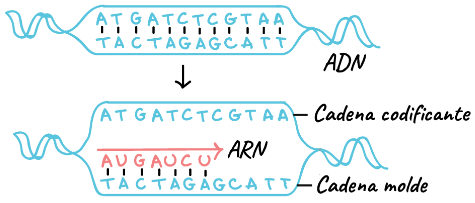 ATGATCTCGTAA
TACTAGAGCATT
ADN
ATGATCTCGTAA
Cadena codificante
ARN
AUGAUCU
TACTAGAGCATT
Cadena molde